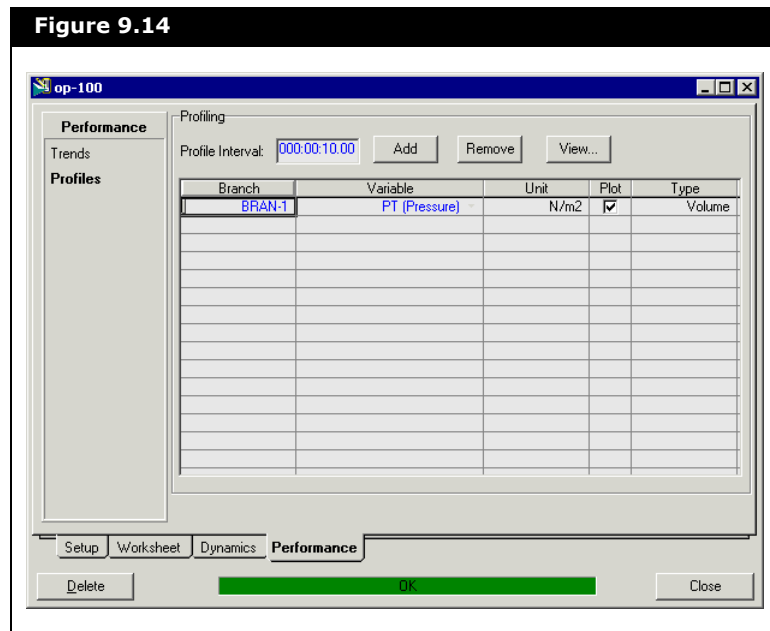 Figure 9.14
op-100
Performance
Trends
Profiles
Profiling
Profile Interval: 000:00:10.00 Add Remove View...
Branch Variable Unit Plot Type
BRAN-1 PT (Pressure) N/m2 Volume
Setup Worksheet Dynamics Performance
Delete OK Close